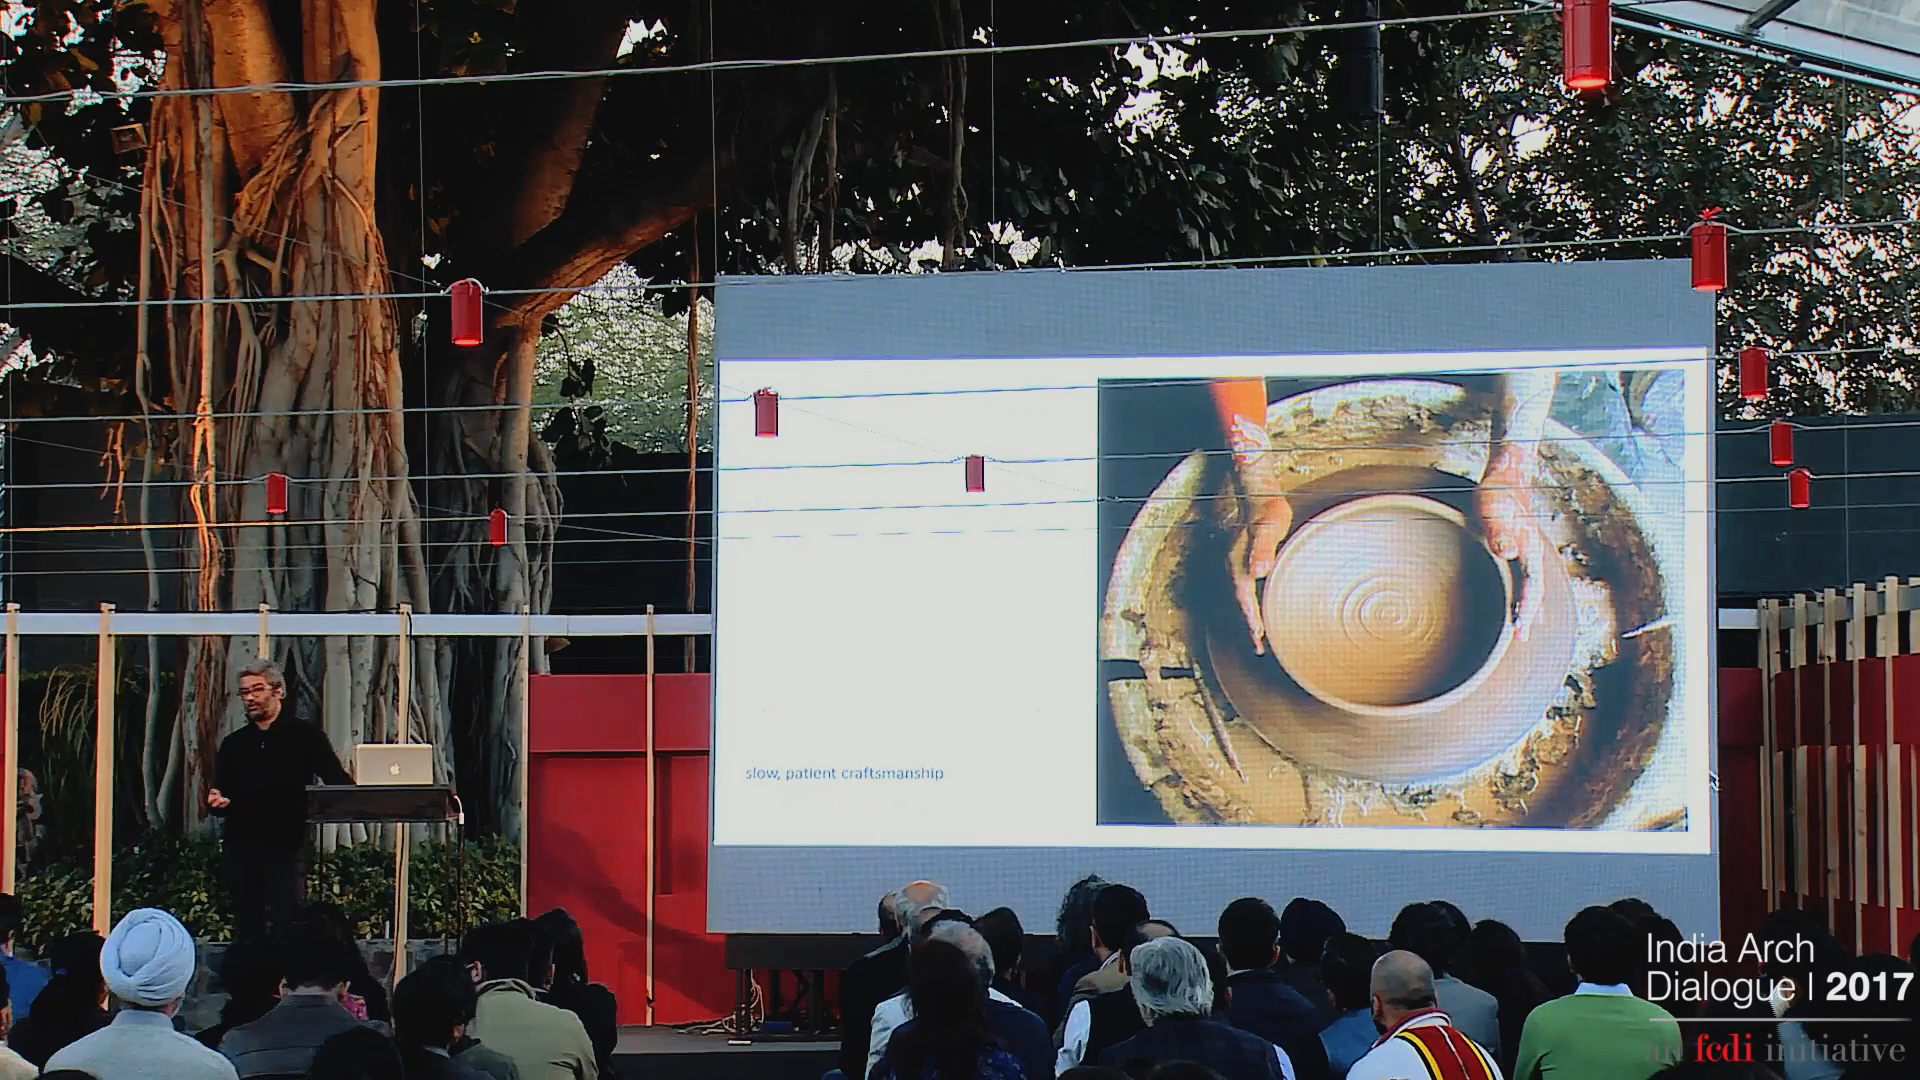 slow, patient craftsmanship
India Arch
Dialogue | 2017
an fcdi initiative